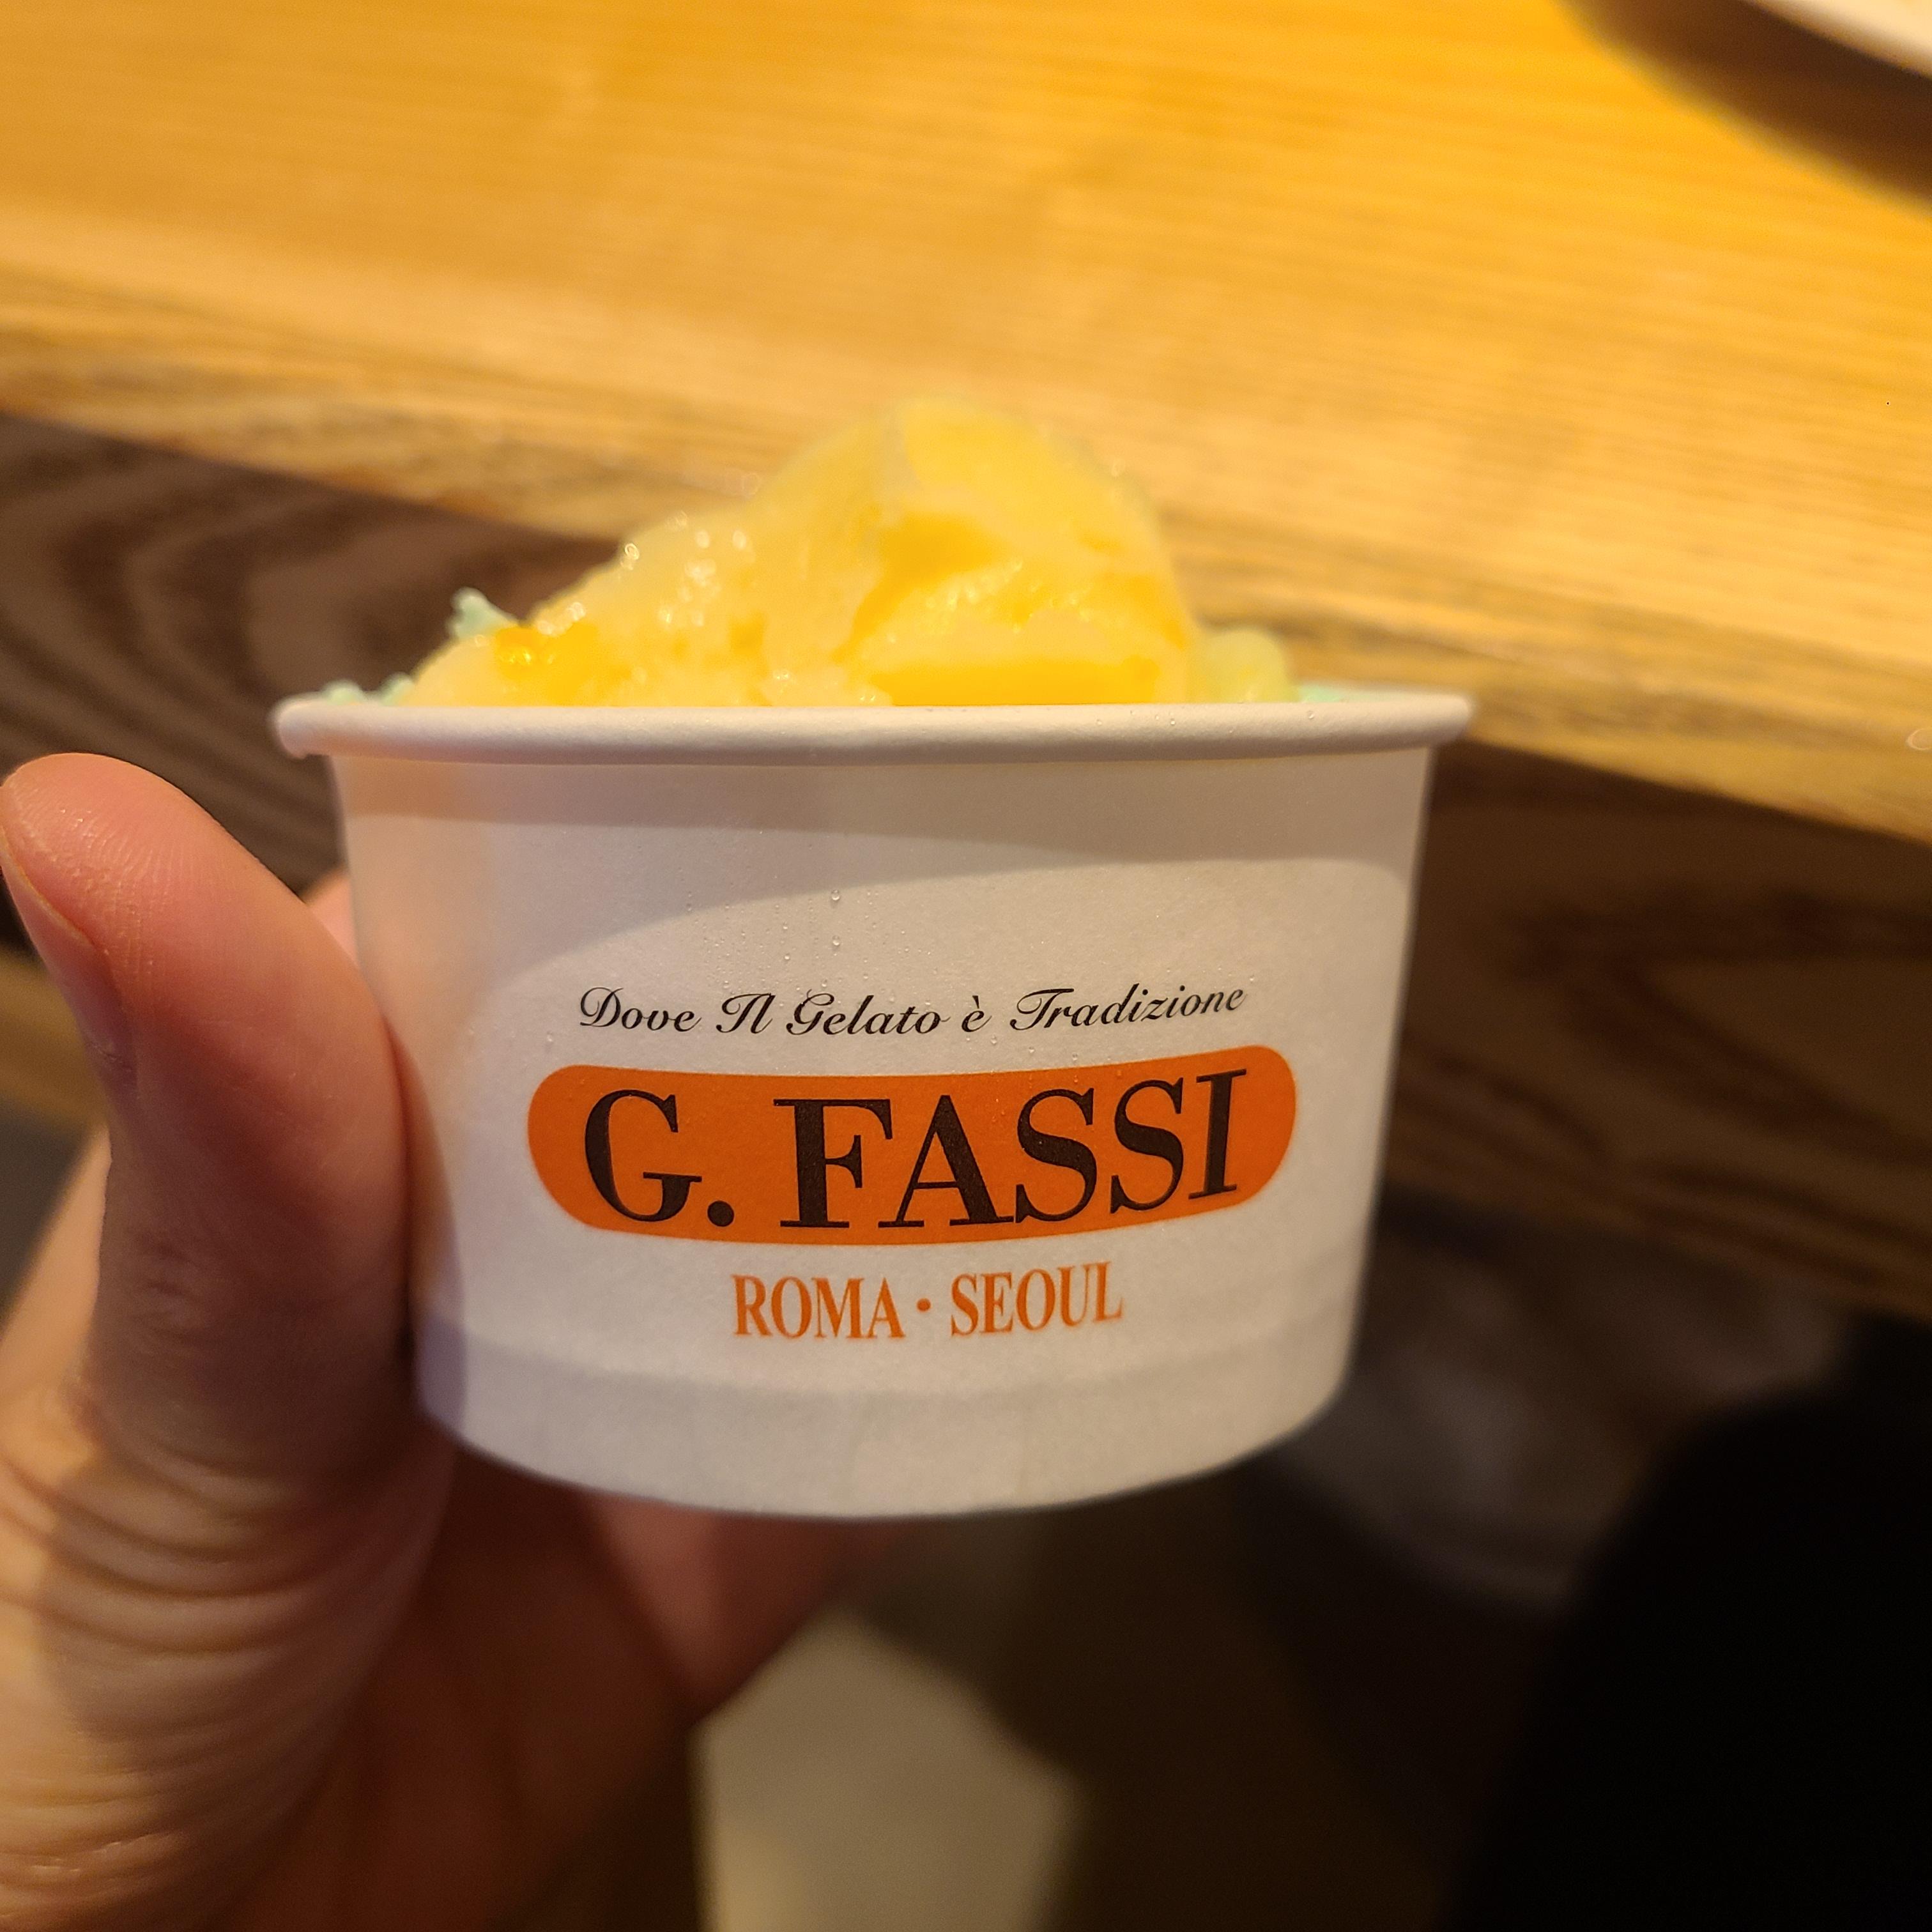 Dove Il Gelato è Tradizione
G. FASSI
ROMA · SEOUL